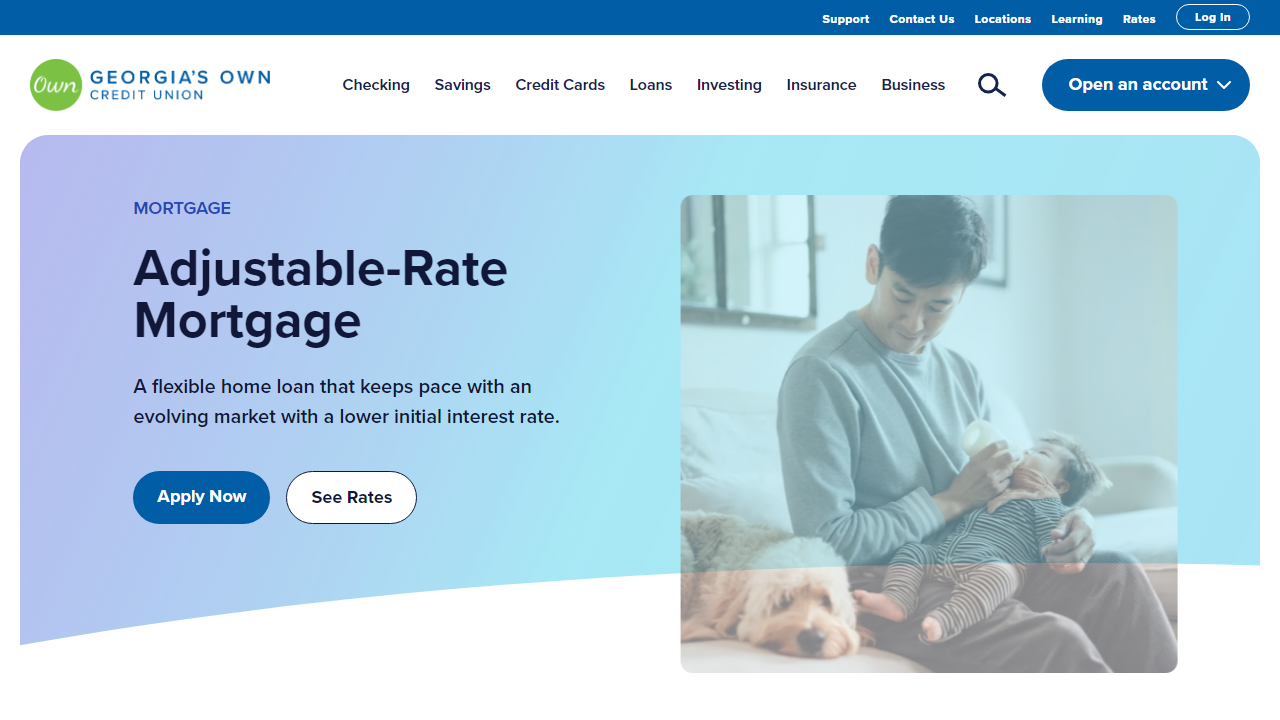 Support Contact Us Locations Learning Rates Log In
Own GEORGIA'S OWN
CREDIT UNION
Checking Savings Credit Cards Loans Investing Insurance Business Open an account
MORTGAGE
Adjustable-Rate
Mortgage
A flexible home loan that keeps pace with an
evolving market with a lower initial interest rate.
Apply Now See Rates